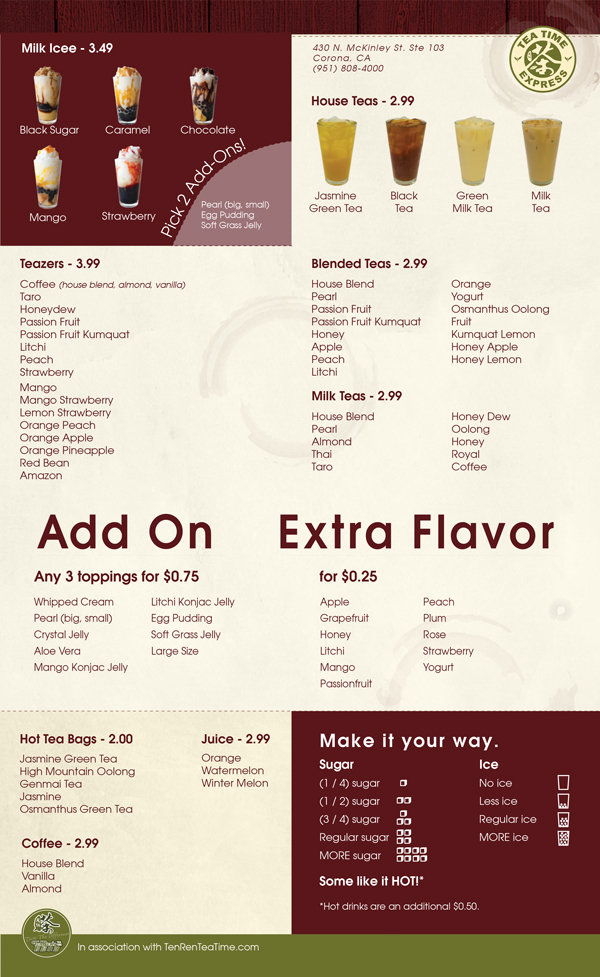 Milk Icee - 3.49
Black Sugar
Caramel
Chocolate
Mango
Strawberry
Pick 2 Add-Ons!
Pearl (big, small)
Egg Pudding
Soft Grass Jelly
430 N. McKinley St. Ste 103
Corona, CA
(951) 808-4000
TEA TIME
EXPRESS
House Teas - 2.99
Jasmine
Green Tea
Black
Tea
Green
Milk Tea
Milk
Tea
Teazers - 3.99
Coffee (house blend, almond, vanilla)
Taro
Honeydew
Passion Fruit
Passion Fruit Kumquat
Litchi
Peach
Strawberry
Mango
Mango Strawberry
Lemon Strawberry
Orange Peach
Orange Apple
Orange Pineapple
Red Bean
Amazon
Blended Teas - 2.99
House Blend
Pearl
Passion Fruit
Passion Fruit Kumquat
Honey
Apple
Peach
Litchi
Orange
Yogurt
Osmanthus Oolong
Fruit
Kumquat Lemon
Honey Apple
Honey Lemon
Milk Teas - 2.99
House Blend
Pearl
Almond
Thai
Taro
Honey Dew
Oolong
Honey
Royal
Coffee
Add On
Any 3 toppings for $0.75
Whipped Cream
Pearl (big, small)
Crystal Jelly
Aloe Vera
Mango Konjac Jelly
Litchi Konjac Jelly
Egg Pudding
Soft Grass Jelly
Large Size
Extra Flavor
for $0.25
Apple
Grapefruit
Honey
Litchi
Mango
Passionfruit
Peach
Plum
Rose
Strawberry
Yogurt
Hot Tea Bags - 2.00
Jasmine Green Tea
High Mountain Oolong
Genmai Tea
Jasmine
Osmanthus Green Tea
Juice - 2.99
Orange
Watermelon
Winter Melon
Coffee - 2.99
House Blend
Vanilla
Almond
Make it your way.
Sugar
(1 / 4) sugar
(1 / 2) sugar
(3 / 4) sugar
Regular sugar
MORE sugar
Ice
No ice
Less ice
Regular ice
MORE ice
Some like it HOT!*
*Hot drinks are an additional $0.50.
In association with TenRenTeaTime.com